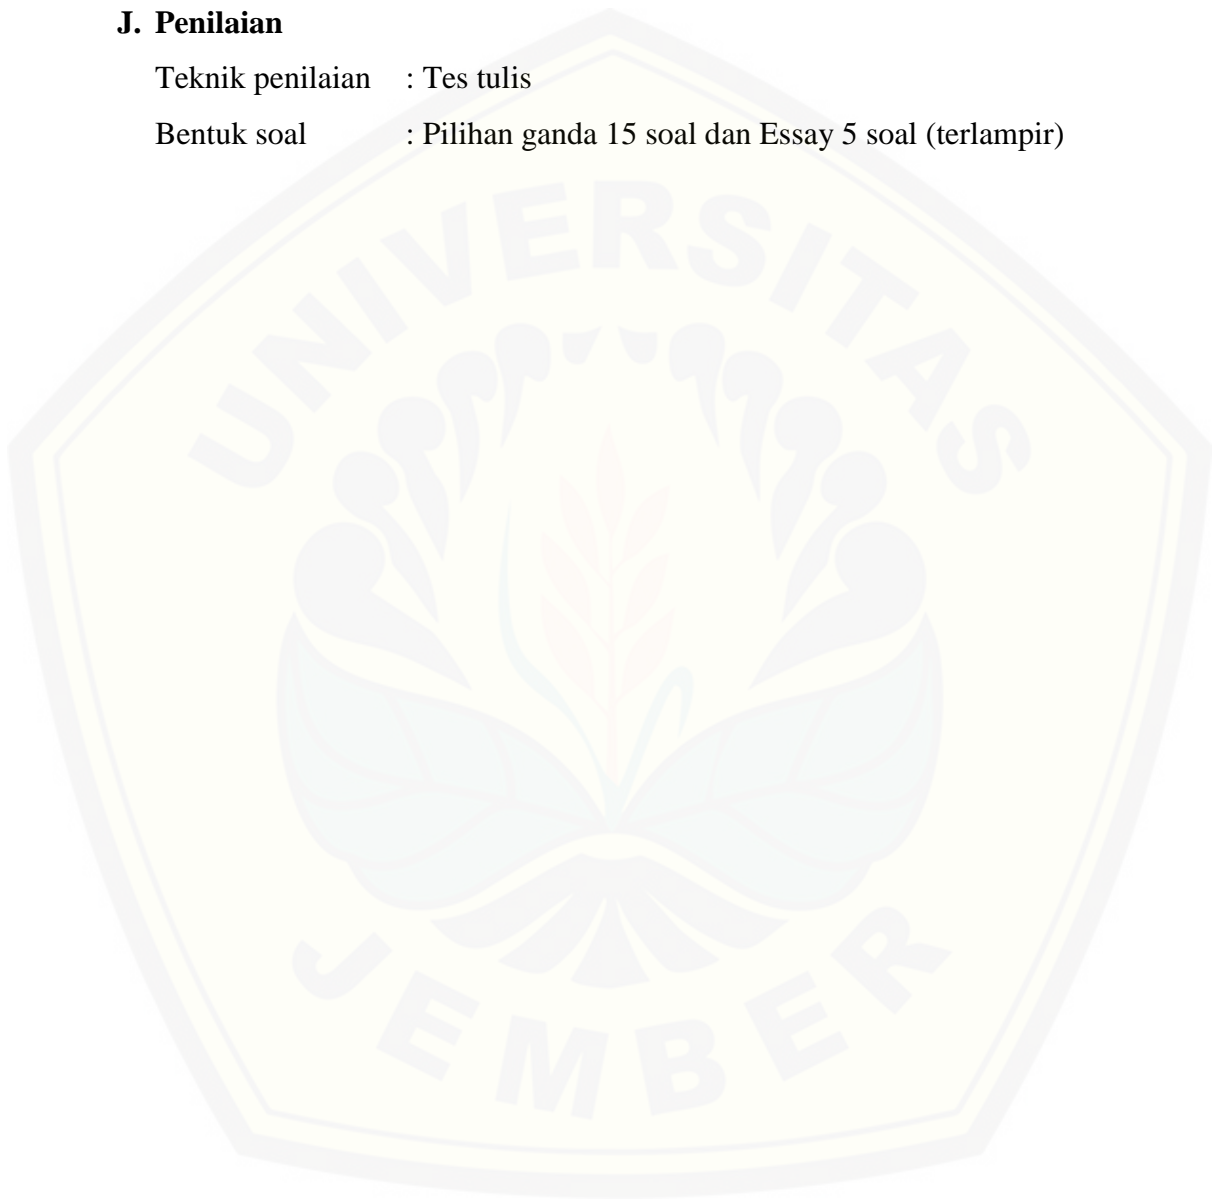 J. Penilaian
Teknik penilaian : Tes tulis
Bentuk soal : Pilihan ganda 15 soal dan Essay 5 soal (terlampir)
UNIVERSITAS
JEMBER